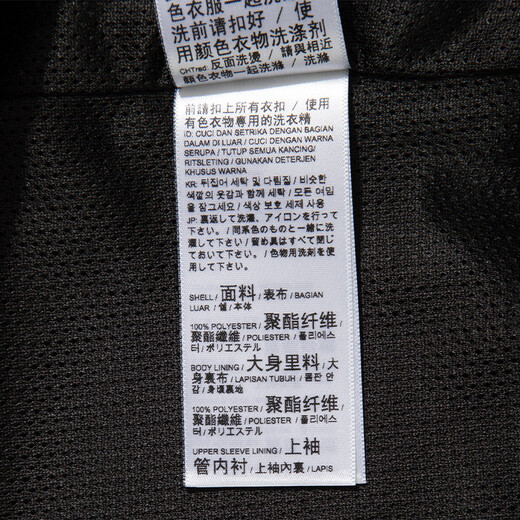 色衣服一起洗涤 /
洗前请扣好 / 使
用颜色衣物洗涤剂
CHTrad: 反面洗燙 / 請與相近
顏色衣物一起洗滌 / 洗滌
前請扣上所有衣扣 / 使用
有色衣物專用的洗衣精
ID: CUCI DAN SETRIKA DENGAN BAGIAN
DALAM DI LUAR / CUCI DENGAN WARNA
SERUPA / TUTUP SEMUA KANCING/
RITSLETING / GUNAKAN DETERJEN
KHUSUS WARNA
KR: 뒤집어 세탁 및 다림질 / 비슷한
색깔의 옷감과 함께 세탁 / 모든 여밈
을 잠그세요 / 색상 보호 세제 사용
JP: 裏返して洗濯、アイロンを行って
下さい。/ 同系色のものと一緒に洗
濯して下さい / 留め具はすべて閉じ
ておいて下さい。/ 色物用洗剤を使
用して下さい。
SHELL / 面料 / 表布 / BAGIAN
LUAR / 겉 / 本体
100% POLYESTER / 聚酯纤维 /
聚酯纖維 / POLIESTER / 폴리에스
터 / ポリエステル
BODY LINING / 大身里料 / 大
身裏布 / LAPISAN TUBUH / 몸판 안
감 / 身頃裏地
100% POLYESTER / 聚酯纤维 /
聚酯纖維 / POLIESTER / 폴리에스
터 / ポリエステル
UPPER SLEEVE LINING / 上袖
管内衬 / 上袖內裏 / LAPIS